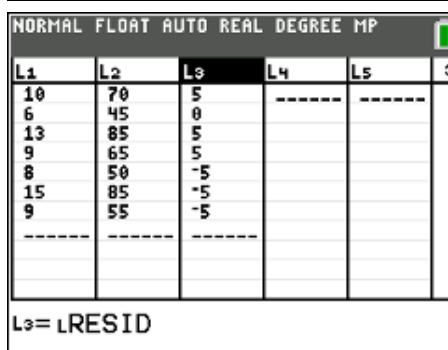 NORMAL FLOAT AUTO REAL DEGREE MP
L1 L2 L3 L4 L5
10 70 5 ------ ------
6 45 0
13 85 5
9 65 5
8 50 -5
15 85 -5
9 55 -5
------ ------ ------
L3= LRESID